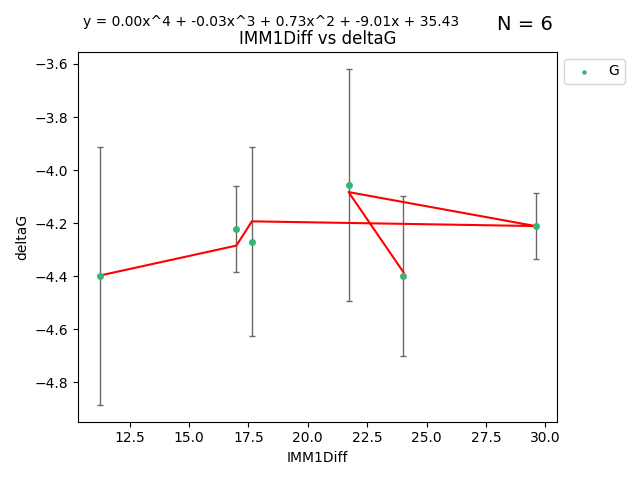 y = 0.00x^4 + -0.03x^3 + 0.73x^2 + -9.01x + 35.43
N = 6
IMM1Diff vs deltaG
G
−3.6
−3.8
−4.0
−4.2
−4.4
−4.6
−4.8
deltaG
12.5 15.0 17.5 20.0 22.5 25.0 27.5 30.0
IMM1Diff